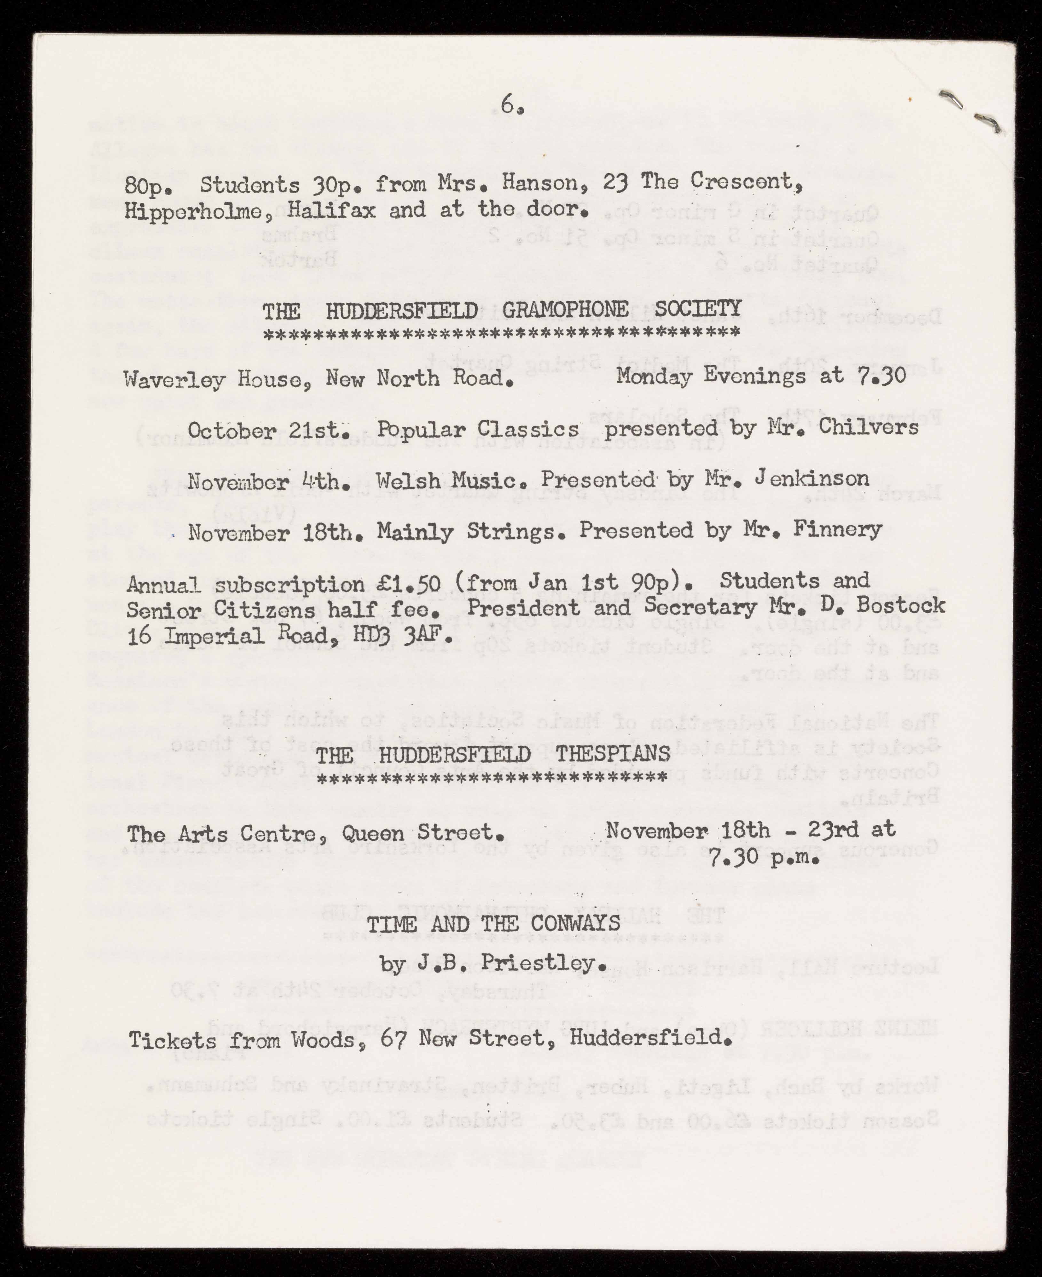 6.
80p. Students 30p. from Mrs. Hanson, 23 The Crescent,
Hipperholme, Halifax and at the door.
THE HUDDERSFIELD GRAMOPHONE SOCIETY
**************************************
Waverley House, New North Road. Monday Evenings at 7.30
October 21st. Popular Classics presented by Mr. Chilvers
November 4th. Welsh Music. Presented by Mr. Jenkinson
November 18th. Mainly Strings. Presented by Mr. Finnery
Annual subscription £1.50 (from Jan 1st 90p). Students and
Senior Citizens half fee. President and Secretary Mr. D. Bostock
16 Imperial Road, HD3 3AF.
THE HUDDERSFIELD THESPIANS
****************************
The Arts Centre, Queen Street. November 18th - 23rd at
7.30 p.m.
TIME AND THE CONWAYS
by J.B. Priestley.
Tickets from Woods, 67 New Street, Huddersfield.